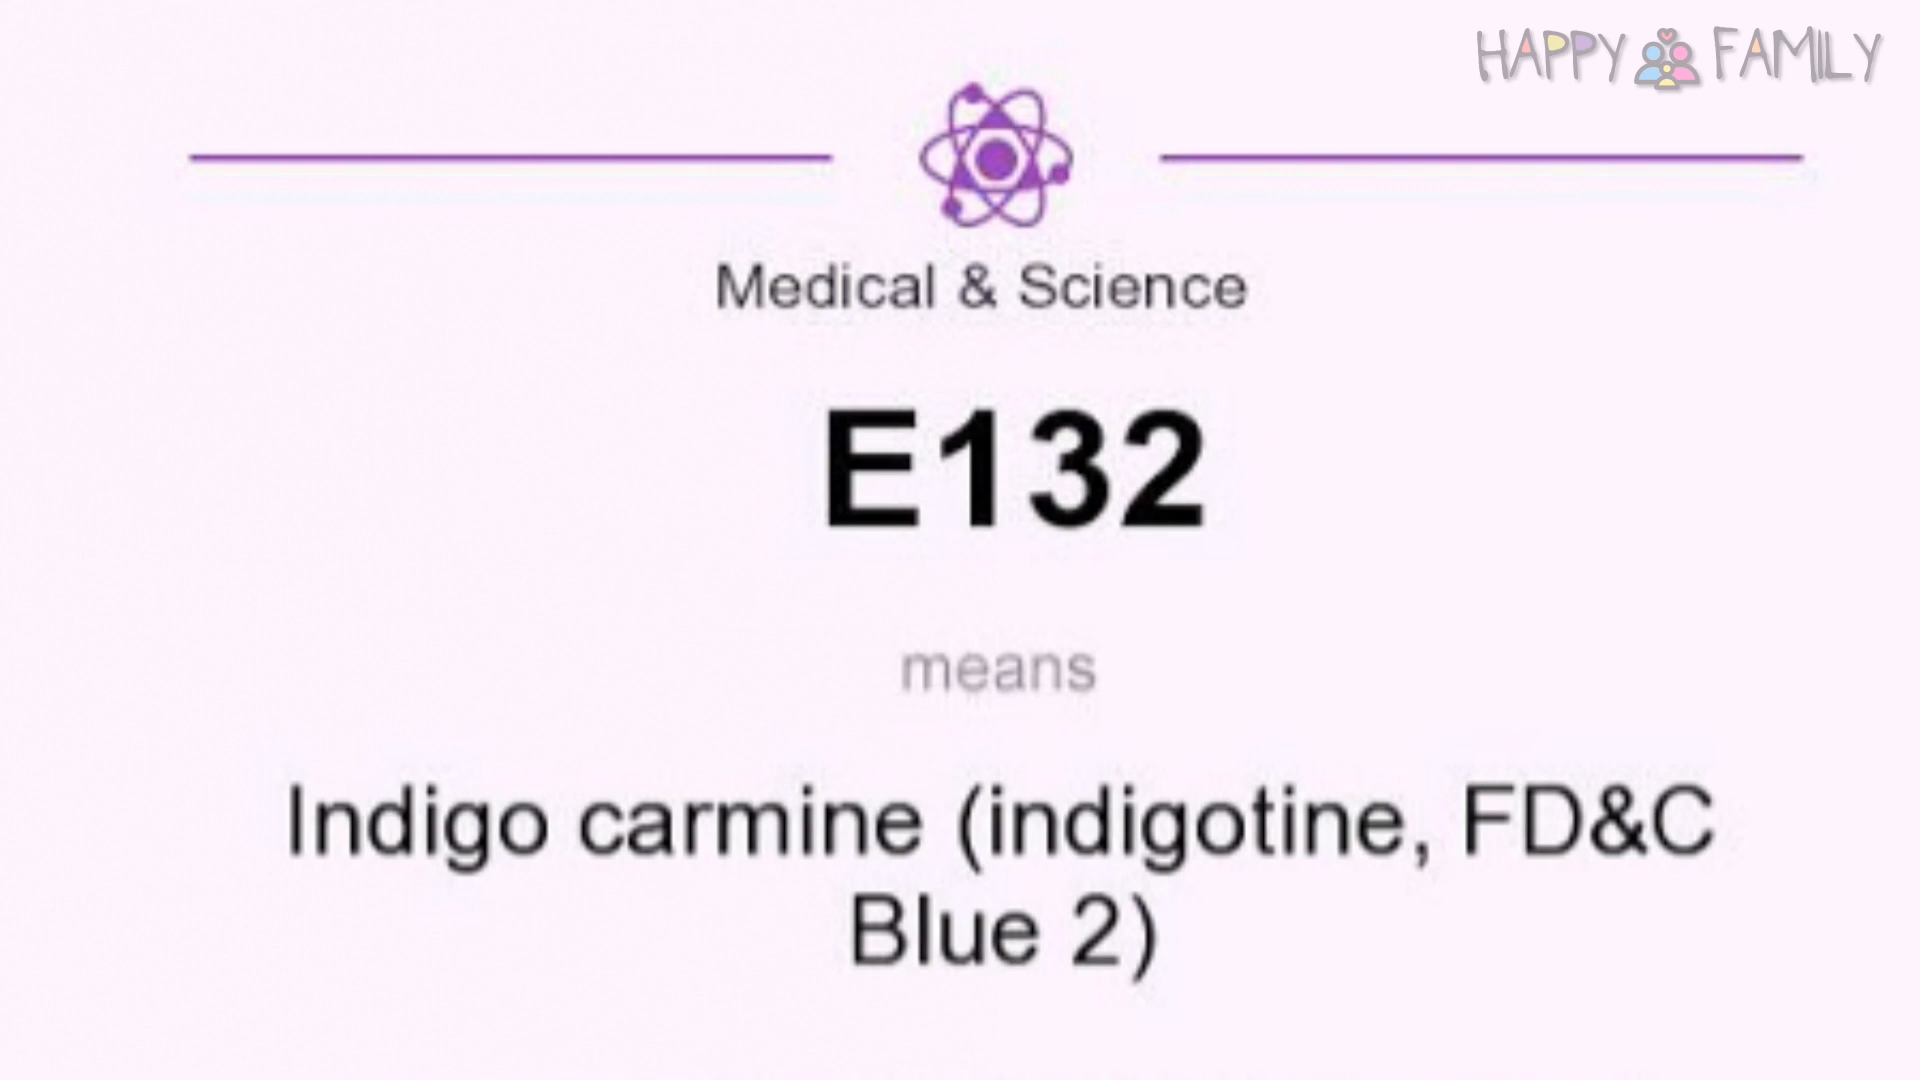 HAPPY FAMILY
Medical & Science
E132
means
Indigo carmine (indigotine, FD&C
Blue 2)